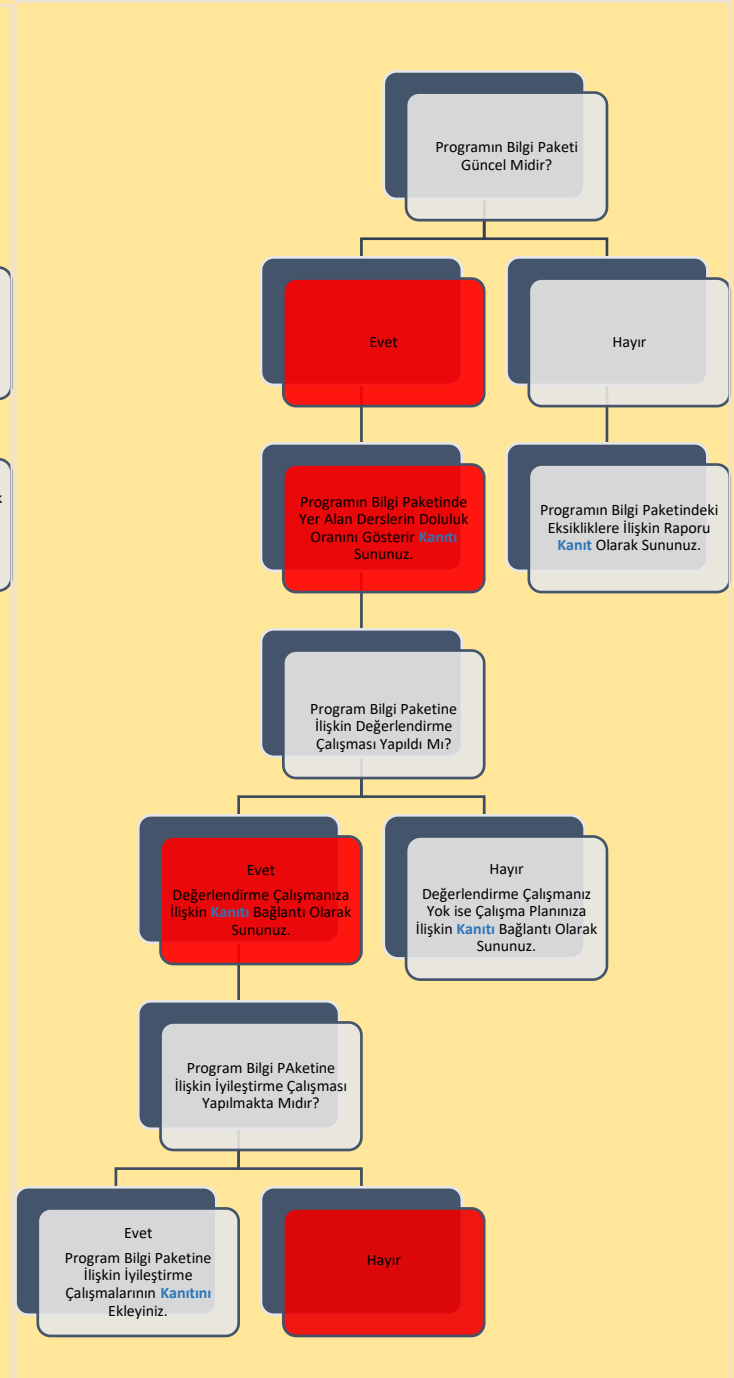 Programın Bilgi Paketi
Güncel Midir?
Evet
Hayır
Programın Bilgi Paketinde
Yer Alan Derslerin Doluluk
Oranını Gösterir Kanıtı
Sununuz.
Programın Bilgi Paketindeki
Eksikliklere İlişkin Raporu
Kanıt Olarak Sununuz.
Program Bilgi Paketine
İlişkin Değerlendirme
Çalışması Yapıldı Mı?
Evet
Değerlendirme Çalışmanıza
İlişkin Kanıtı Bağlantı Olarak
Sununuz.
Hayır
Değerlendirme Çalışmanız
Yok ise Çalışma Planınıza
İlişkin Kanıtı Bağlantı Olarak
Sununuz.
Program Bilgi PAketine
İlişkin İyileştirme Çalışması
Yapılmakta Mıdır?
Evet
Program Bilgi Paketine
İlişkin İyileştirme
Çalışmalarının Kanıtını
Ekleyiniz.
Hayır